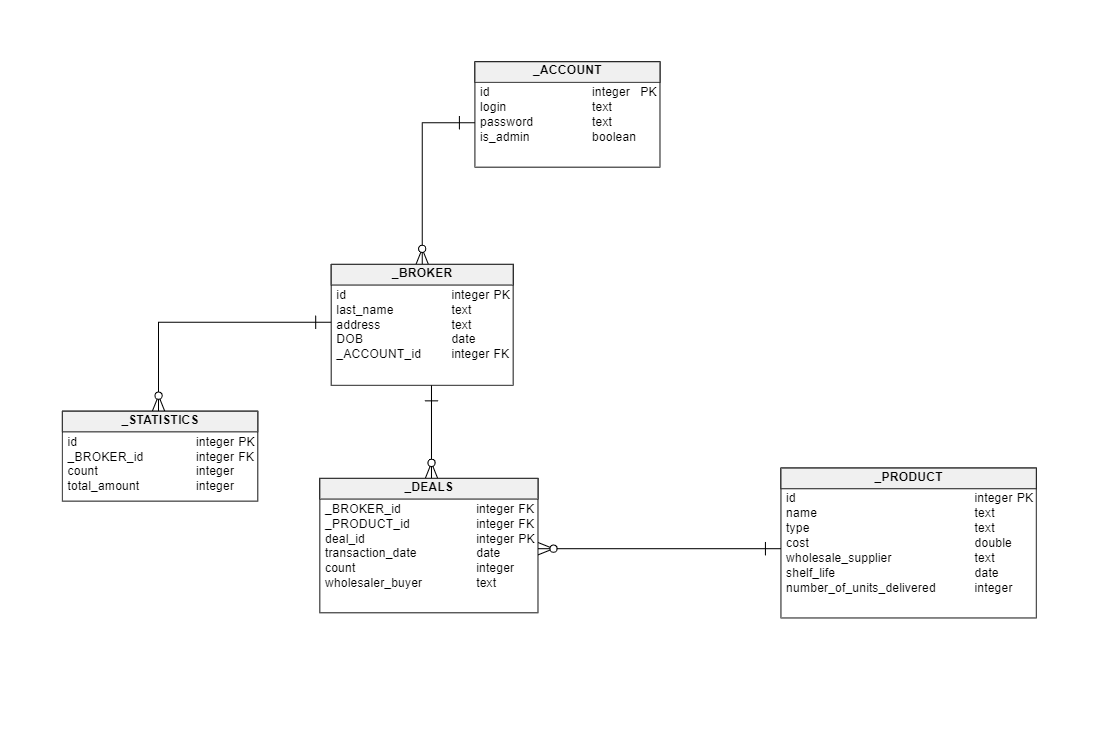 _ACCOUNT
id integer PK
login text
password text
is_admin boolean
_BROKER
id integer PK
last_name text
address text
DOB date
_ACCOUNT_id integer FK
_STATISTICS
id integer PK
_BROKER_id integer FK
count integer
total_amount integer
_DEALS
_BROKER_id integer FK
_PRODUCT_id integer FK
deal_id integer PK
transaction_date date
count integer
wholesaler_buyer text
_PRODUCT
id integer PK
name text
type text
cost double
wholesale_supplier text
shelf_life date
number_of_units_delivered integer